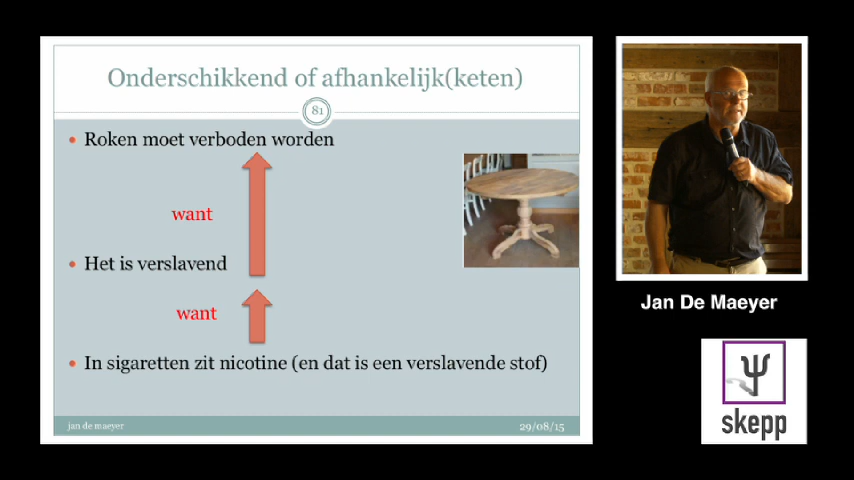 Onderschikkend of afhankelijk(keten)
81
Roken moet verboden worden
want
Het is verslavend
want
In sigaretten zit nicotine (en dat is een verslavende stof)
jan de maeyer
29/08/15
Jan De Maeyer
skepp